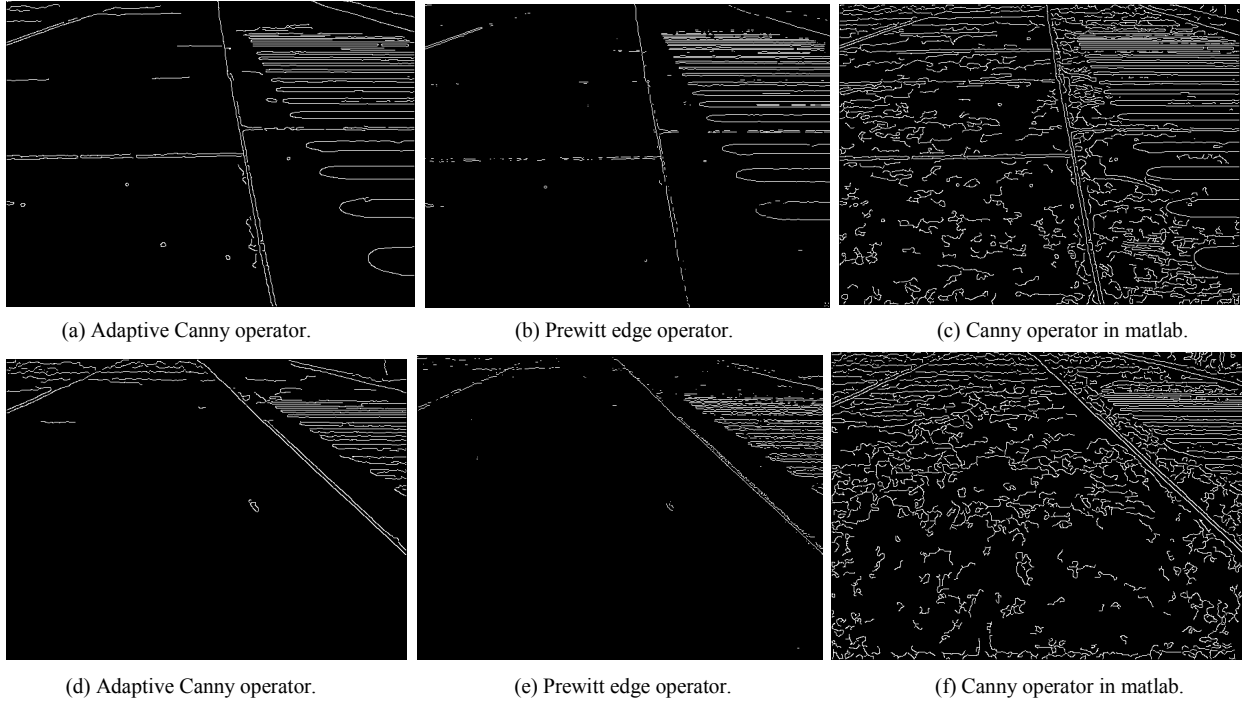 (a) Adaptive Canny operator.
(b) Prewitt edge operator.
(c) Canny operator in matlab.
(d) Adaptive Canny operator.
(e) Prewitt edge operator.
(f) Canny operator in matlab.